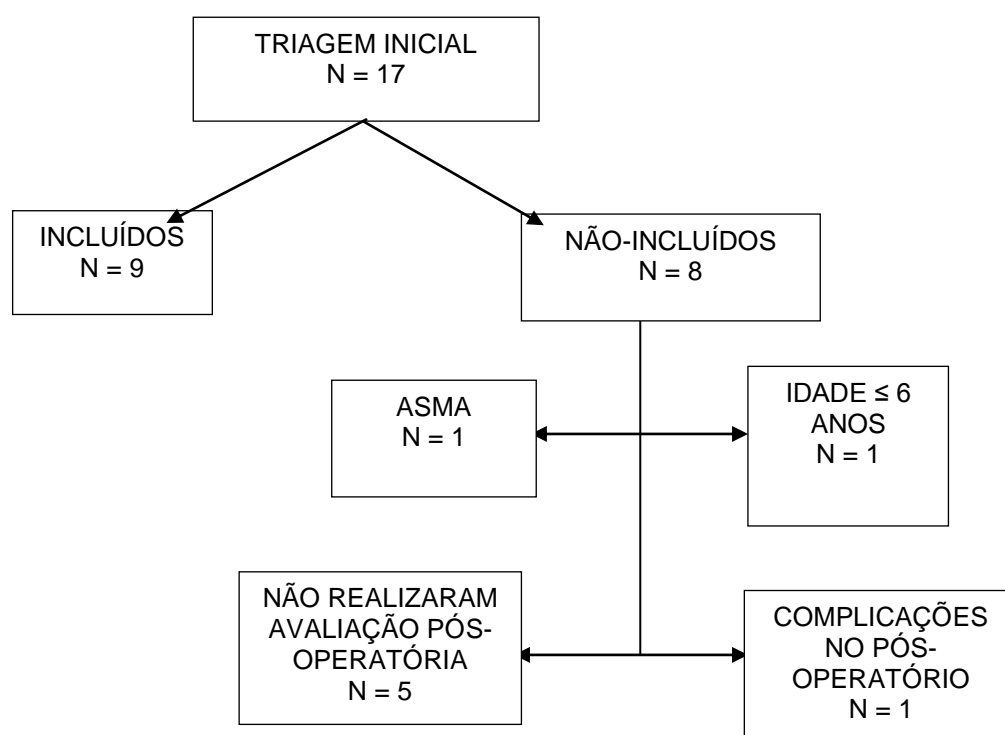 TRIAGEM INICIAL
N = 17
INCLUÍDOS
N = 9
NÃO-INCLUÍDOS
N = 8
ASMA
N = 1
IDADE ≤ 6
ANOS
N = 1
NÃO REALIZARAM
AVALIAÇÃO PÓS-
OPERATÓRIA
N = 5
COMPLICAÇÕES
NO PÓS-
OPERATÓRIO
N = 1